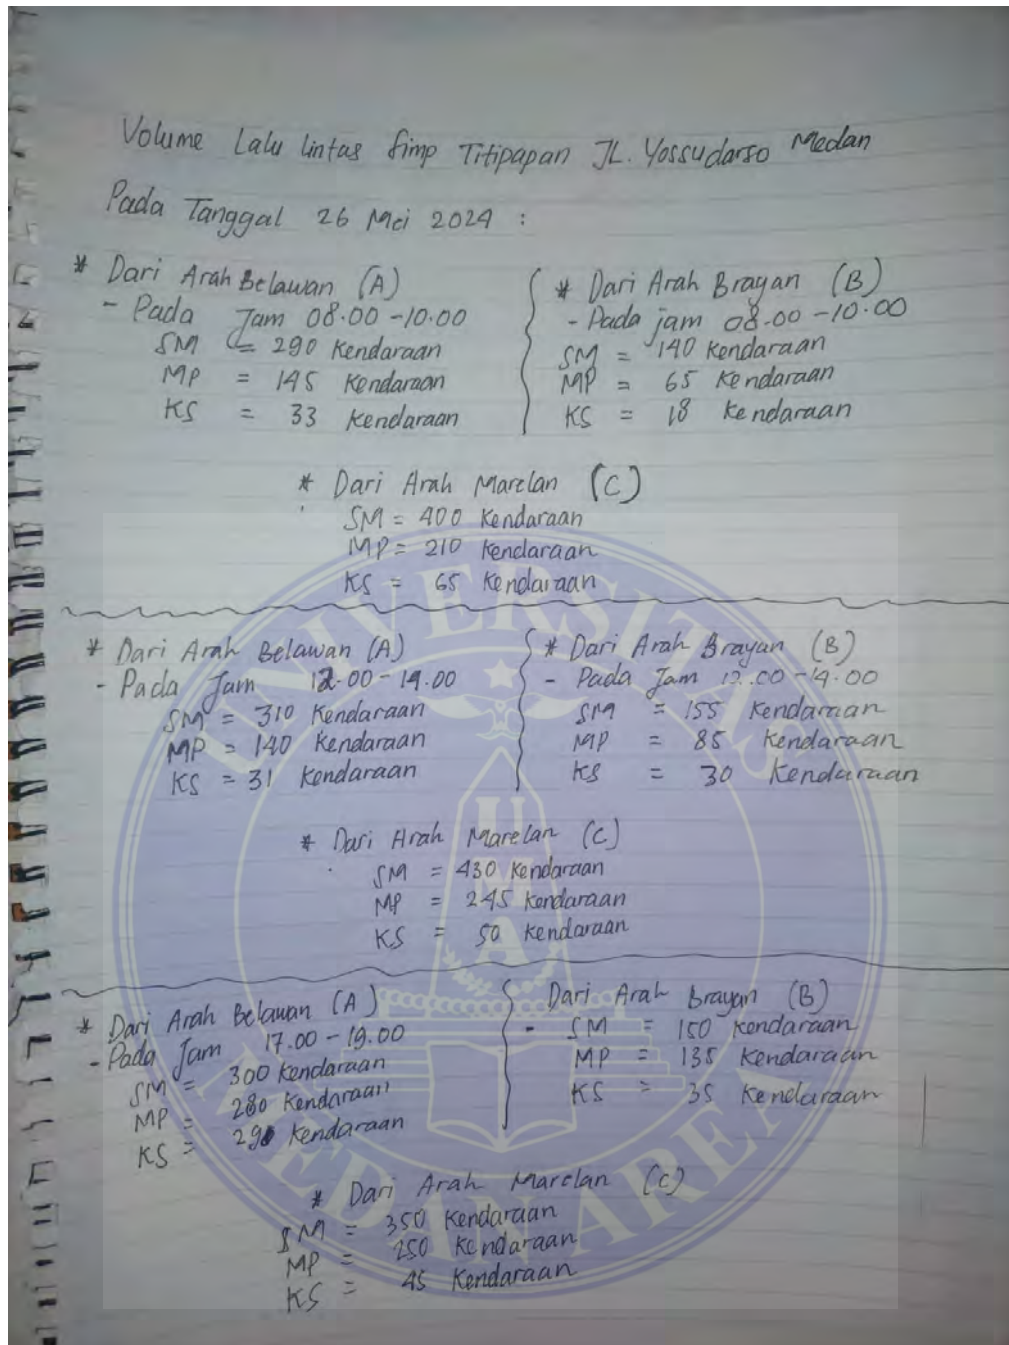 Volume Lalu lintas Simp Titipapan JL. Yossudarso Medan
Pada Tanggal 26 Mei 2024 :
* Dari Arah Belawan (A)
- Pada Jam 08.00 - 10.00
SM = 290 Kendaraan
MP = 145 Kendaraan
KS = 33 Kendaraan
* Dari Arah Brayan (B)
- Pada jam 08.00 - 10.00
SM = 140 Kendaraan
MP = 65 Kendaraan
KS = 18 Kendaraan
* Dari Arah Marelan (C)
SM = 400 Kendaraan
MP = 210 Kendaraan
KS = 65 Kendaraan
* Dari Arah Belawan (A)
- Pada Jam 12.00 - 14.00
SM = 310 Kendaraan
MP = 140 Kendaraan
KS = 31 Kendaraan
* Dari Arah Brayan (B)
- Pada Jam 12.00 - 14.00
SM = 155 Kendaraan
MP = 85 Kendaraan
KS = 30 Kendaraan
* Dari Arah Marelan (C)
SM = 430 Kendaraan
MP = 245 Kendaraan
KS = 50 Kendaraan
* Dari Arah Belawan (A)
- Pada Jam 17.00 - 19.00
SM = 300 Kendaraan
MP = 280 Kendaraan
KS = Kendaraan
Dari Arah Brayan (B)
- SM = 150 Kendaraan
MP = 135 Kendaraan
KS = 35 Kendaraan
* Dari Arah Marelan (C)
SM = 350 Kendaraan
MP = 250 Kendaraan
KS = 45 Kendaraan
UNIVERSITAS MEDAN AREA
UMA